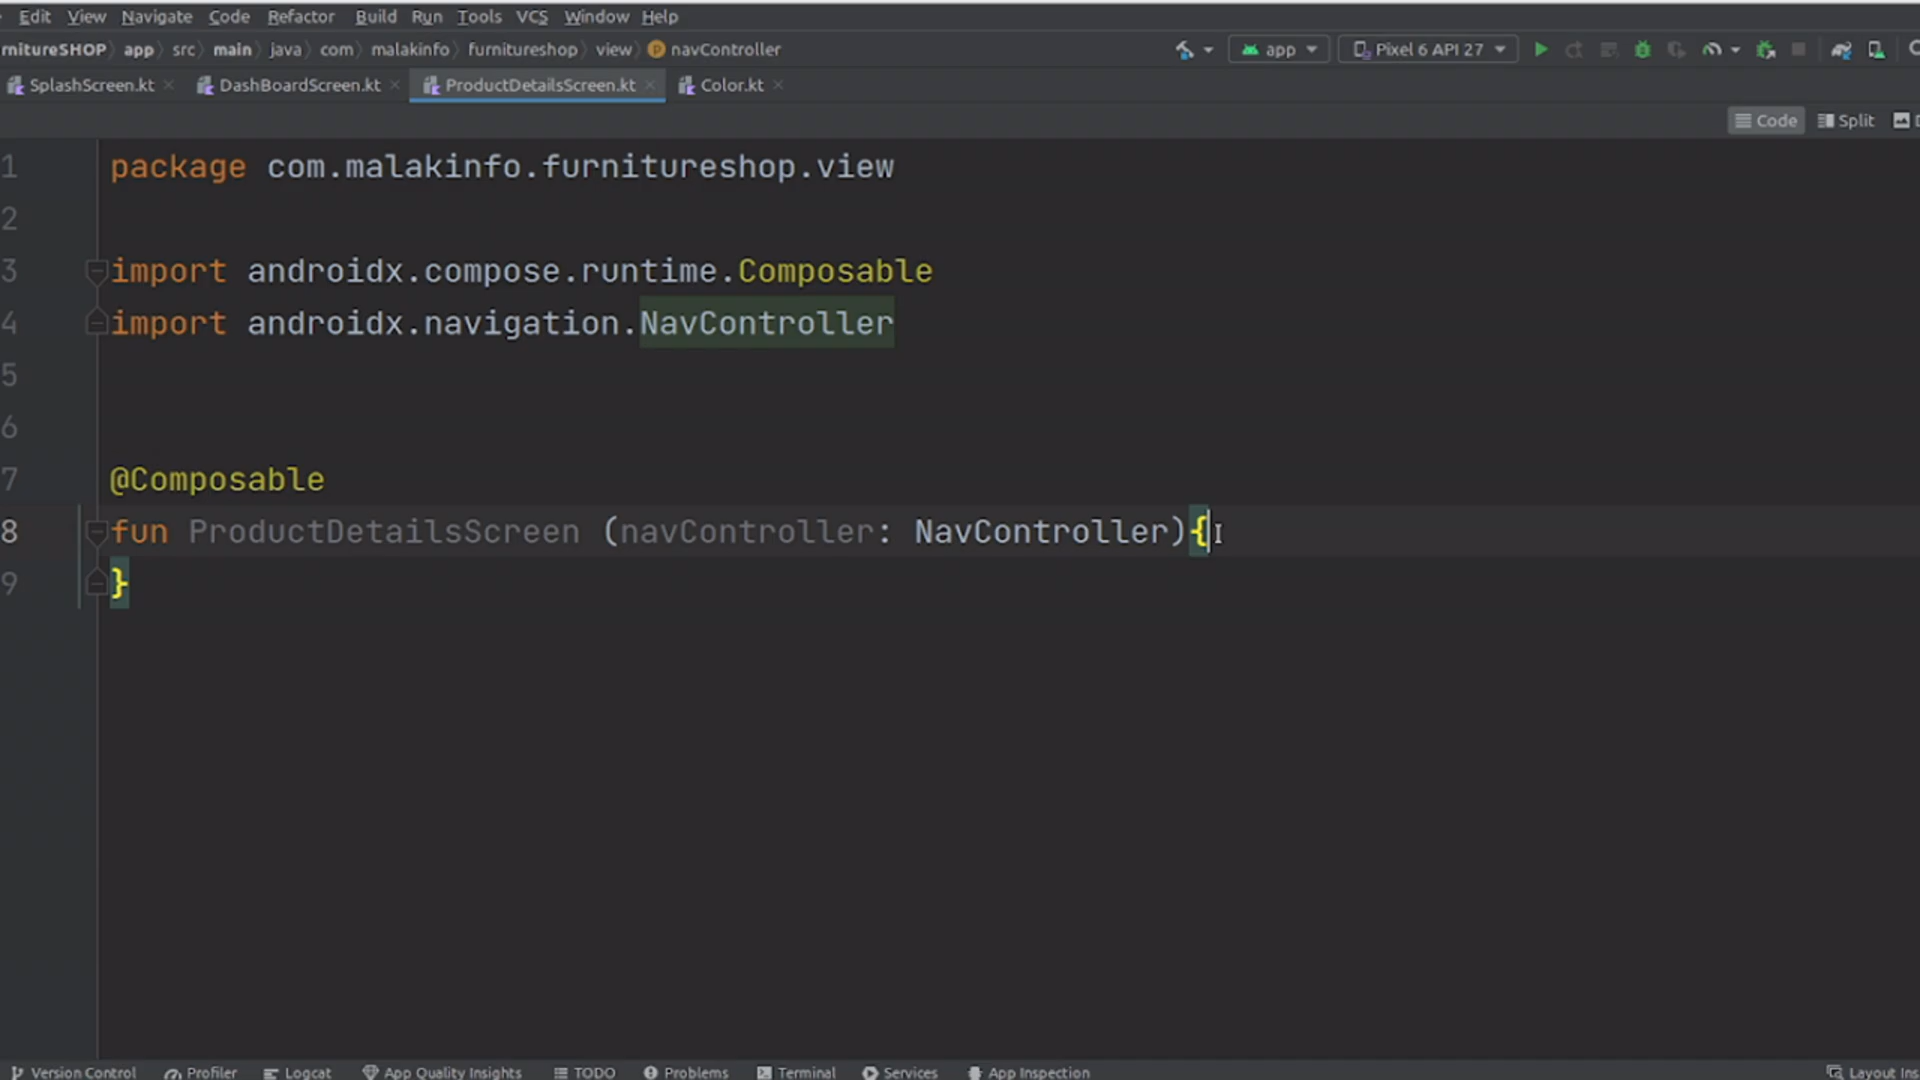 Edit View Navigate Code Refactor Build Run Tools VCS Window Help
rnitureSHOP app src main java com malakinfo furnitureshop view navController app Pixel 6 API 27
SplashScreen.kt DashBoardScreen.kt ProductDetailsScreen.kt Color.kt
Code Split
1 package com.malakinfo.furnitureshop.view
2
3 import androidx.compose.runtime.Composable
4 import androidx.navigation.NavController
5
6
7 @Composable
8 fun ProductDetailsScreen (navController: NavController){
9 }
Version Control Profiler Logcat App Quality Insights TODO Problems Terminal Services App Inspection Layout Ins